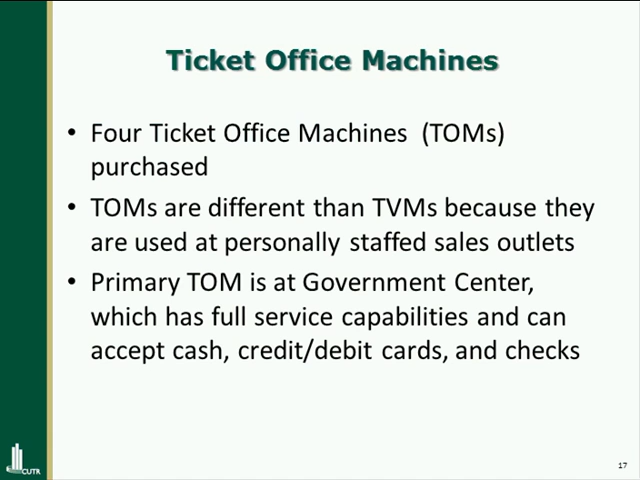 Ticket Office Machines
• Four Ticket Office Machines  (TOMs)
purchased
• TOMs are different than TVMs because they
are used at personally staffed sales outlets
• Primary TOM is at Government Center,
which has full service capabilities and can
accept cash, credit/debit cards, and checks
CUTR
17